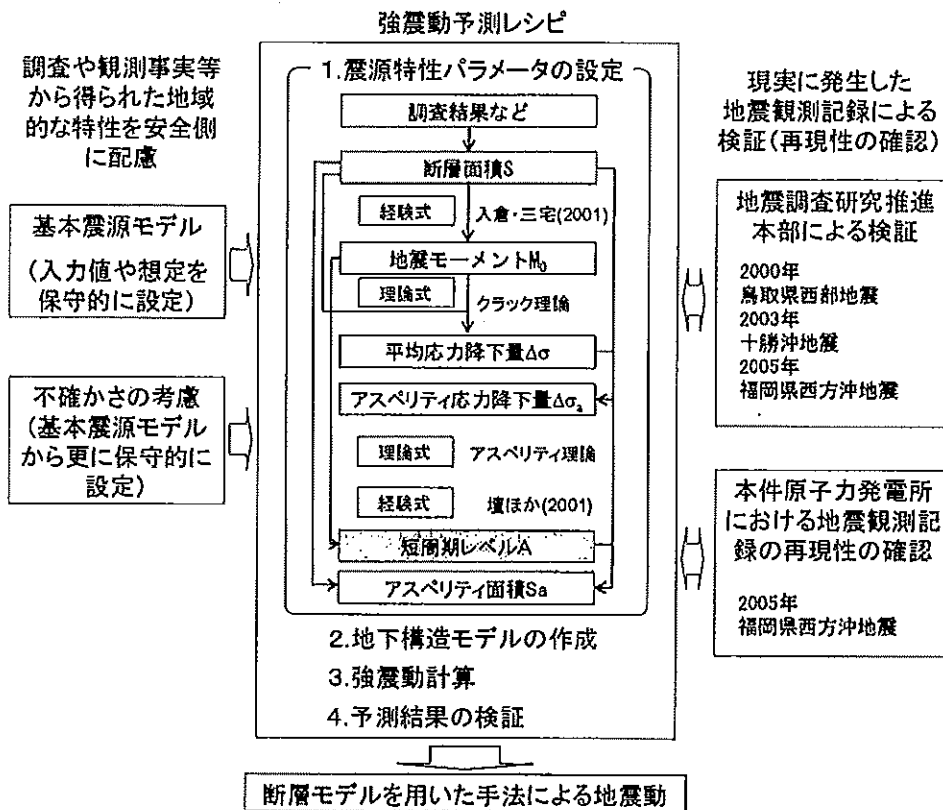 強震動予測レシピ
調査や観測事実等
から得られた地域
的な特性を安全側
に配慮
基本震源モデル
(入力値や想定を
保守的に設定)
不確かさの考慮
(基本震源モデル
から更に保守的に
設定)
1.震源特性パラメータの設定
調査結果など
断層面積S
経験式 入倉・三宅(2001)
地震モーメントM₀
理論式 クラック理論
平均応力降下量Δσ
アスペリティ応力降下量Δσₐ
理論式 アスペリティ理論
経験式 壇ほか(2001)
短周期レベルA
アスペリティ面積Sa
2.地下構造モデルの作成
3.強震動計算
4.予測結果の検証
現実に発生した
地震観測記録による
検証(再現性の確認)
地震調査研究推進
本部による検証
2000年
鳥取県西部地震
2003年
十勝沖地震
2005年
福岡県西方沖地震
本件原子力発電所
における地震観測記
録の再現性の確認
2005年
福岡県西方沖地震
断層モデルを用いた手法による地震動